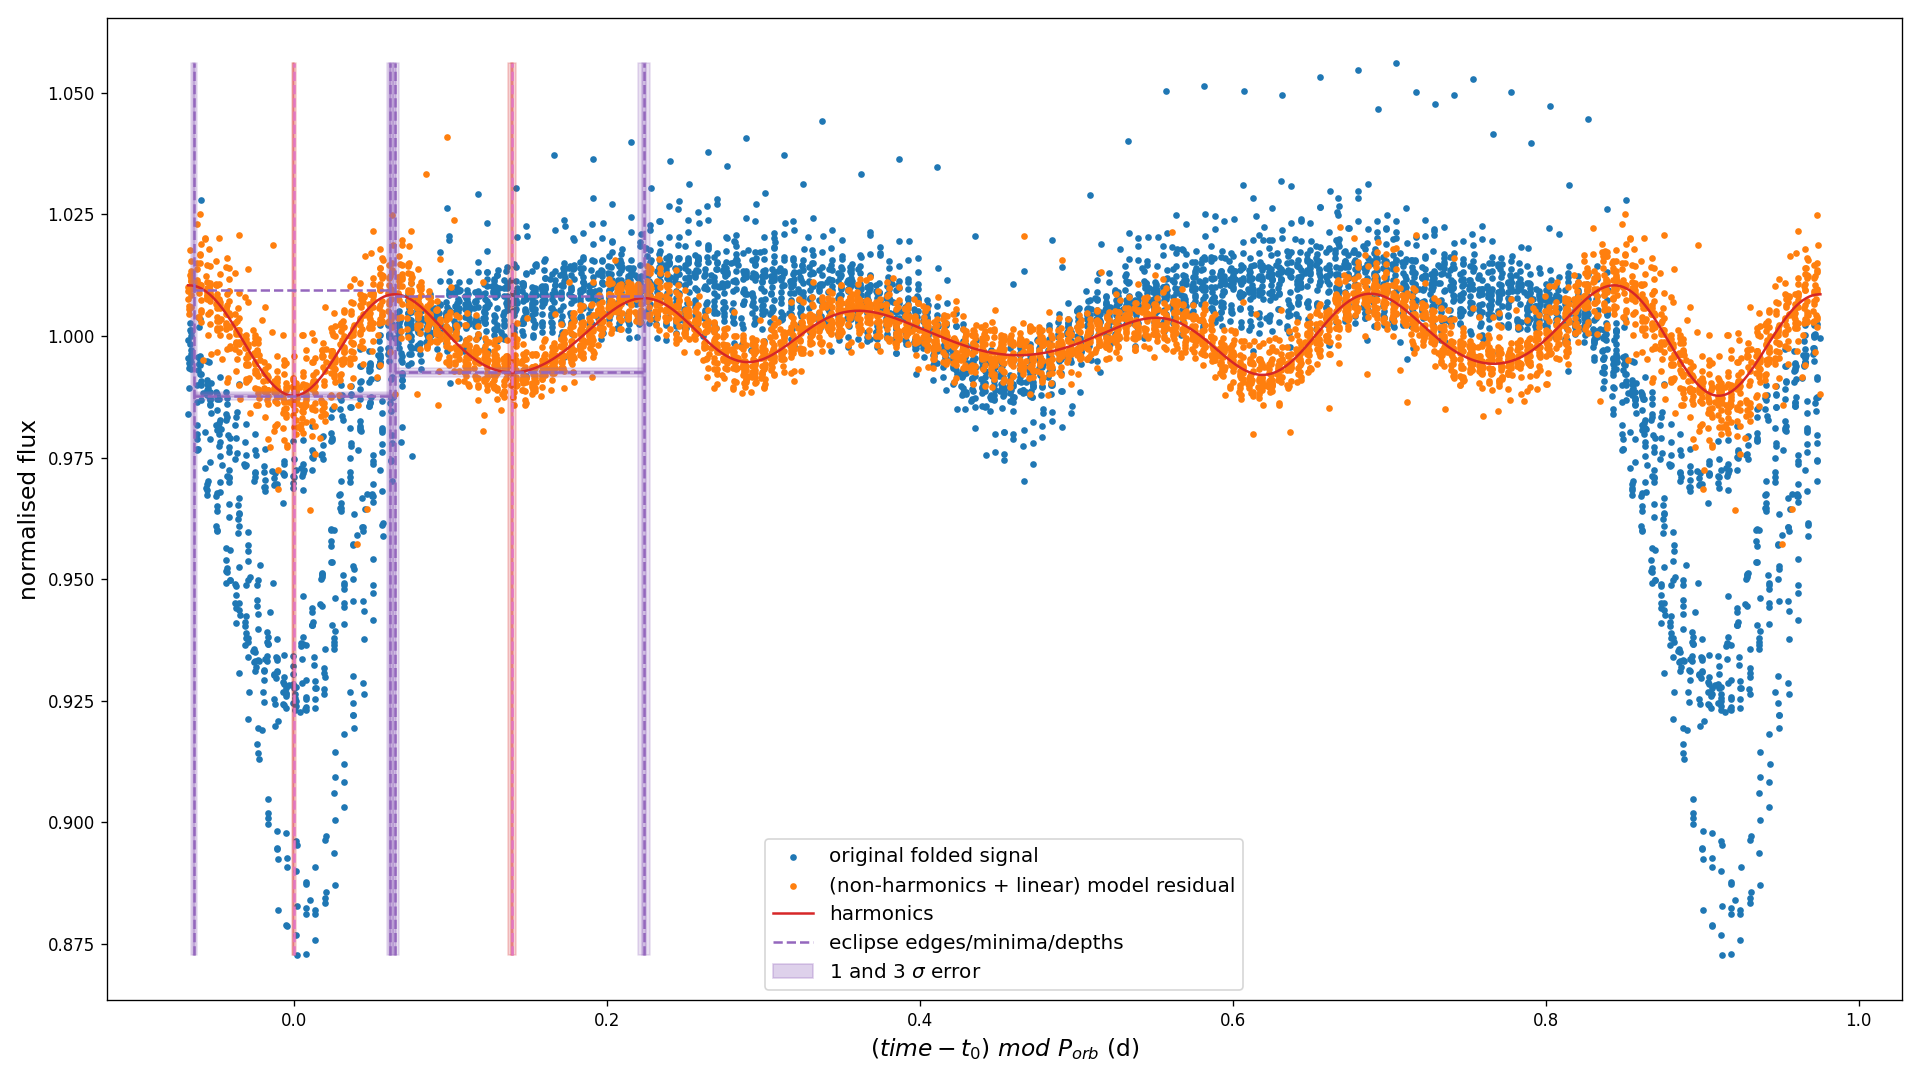 normalised flux
1.050
1.025
1.000
0.975
0.950
0.925
0.900
0.875
original folded signal
(non-harmonics + linear) model residual
harmonics
eclipse edges/minima/depths
1 and 3 σ error
0.0 0.2 0.4 0.6 0.8 1.0
(time − t₀) mod Pₒᵣb (d)